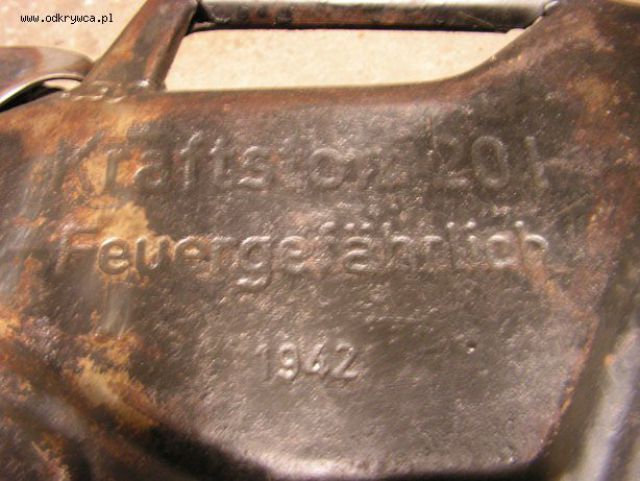 www.odkrywca.pl
Kraftstoff 20 l
Feuergefährlich
1942